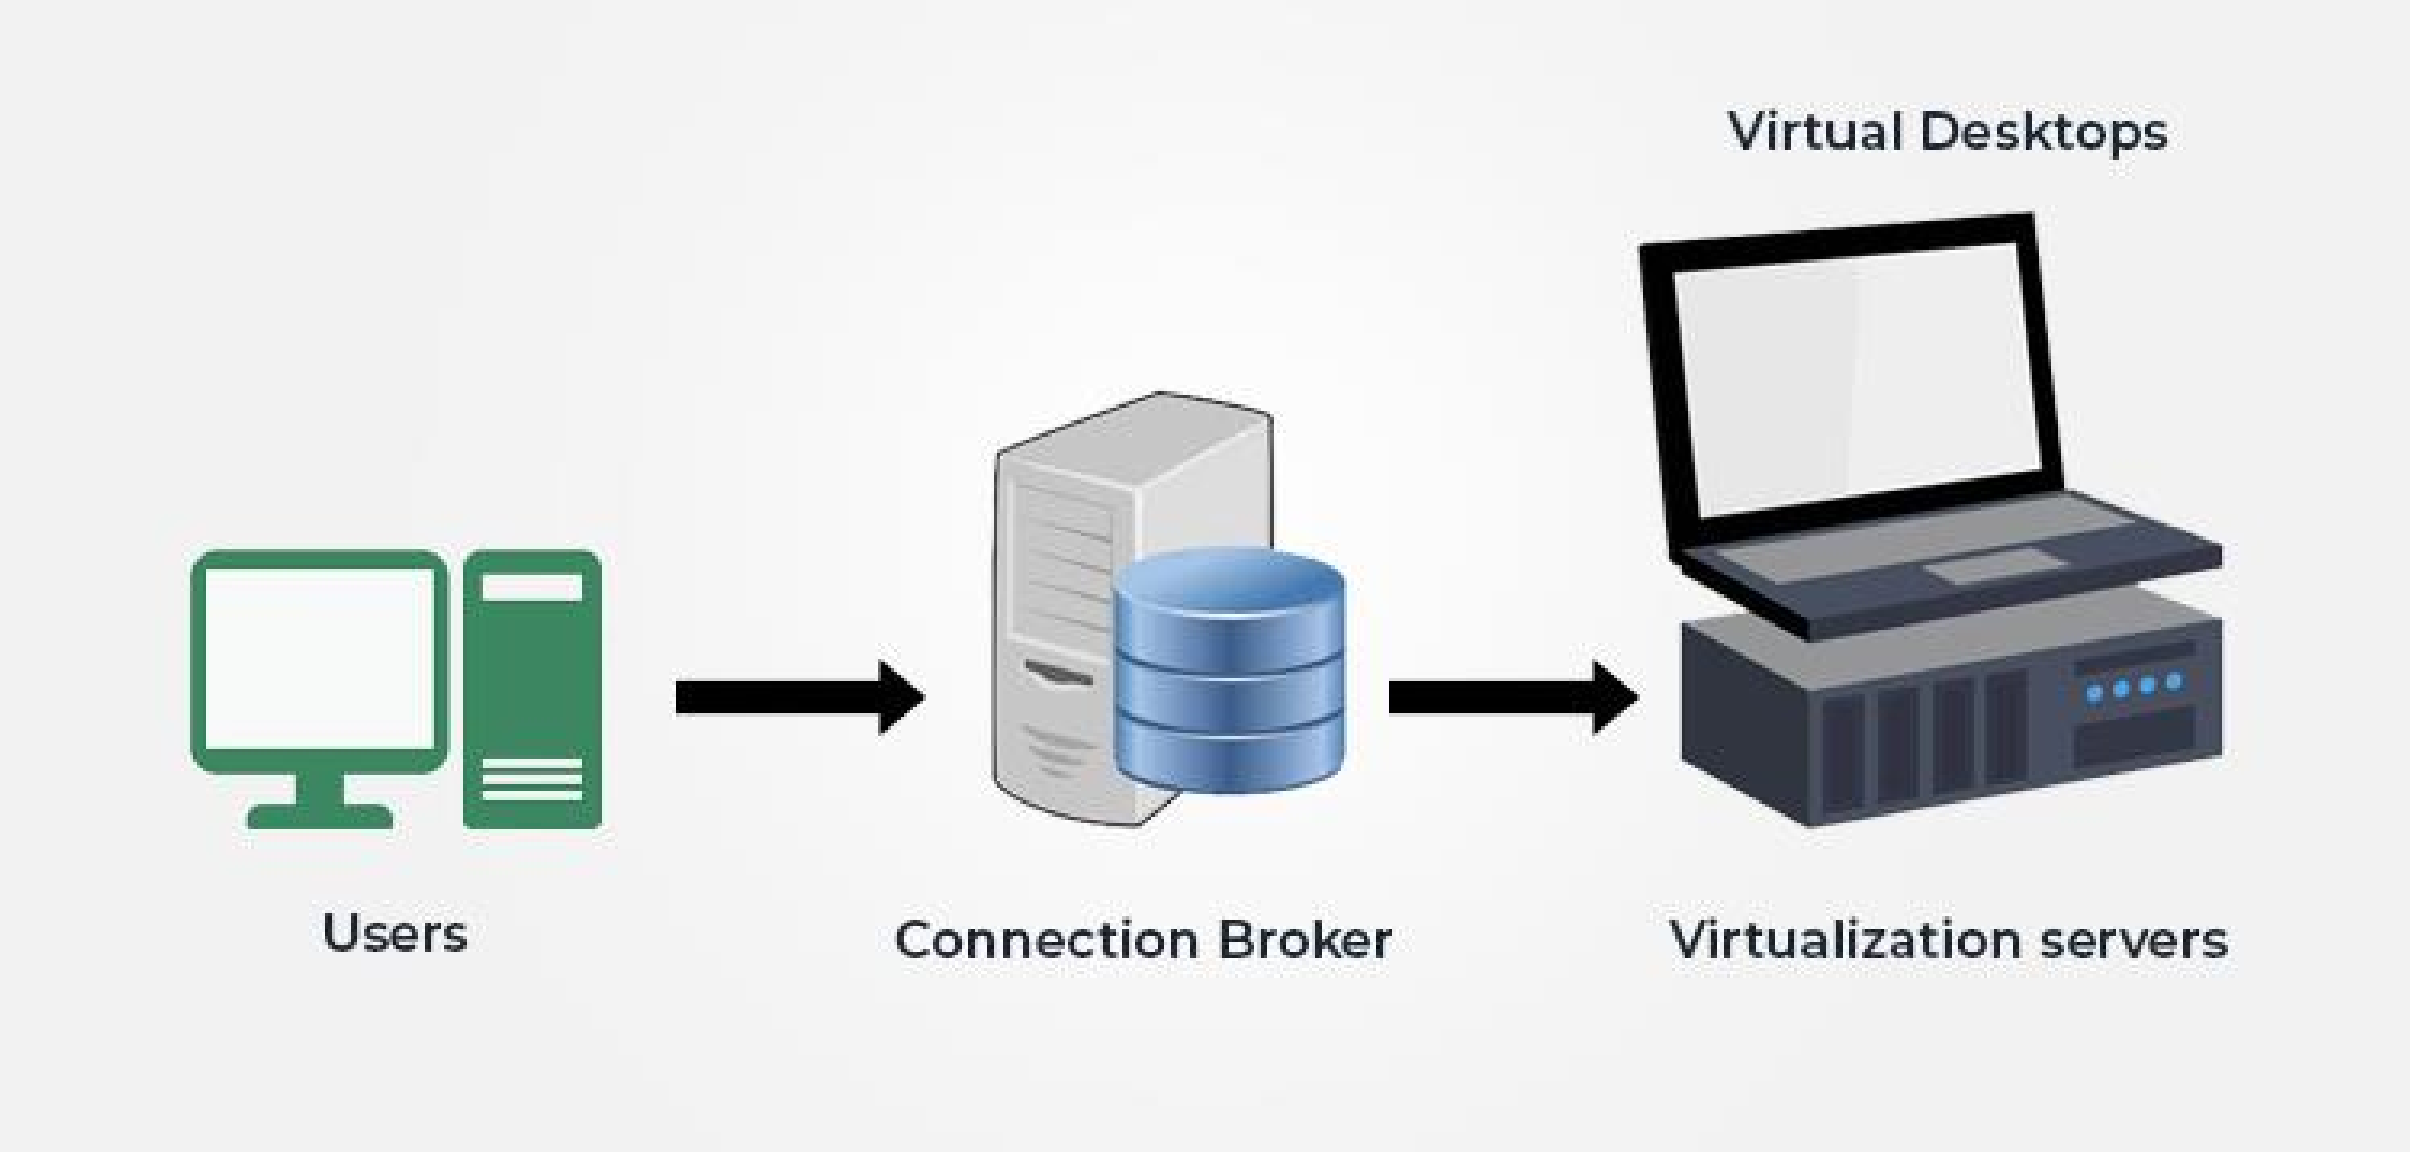 Virtual Desktops
Users
Connection Broker
Virtualization servers